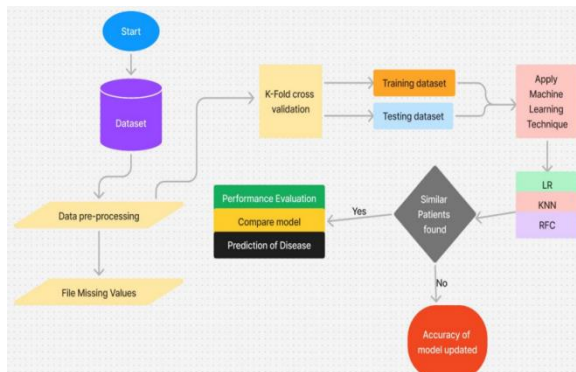 Start
Dataset
Data pre-processing
File Missing Values
K-Fold cross
validation
Training dataset
Testing dataset
Apply
Machine
Learning
Technique
LR
KNN
RFC
Similar
Patients
found
Yes
Performance Evaluation
Compare model
Prediction of Disease
No
Accuracy of
model updated